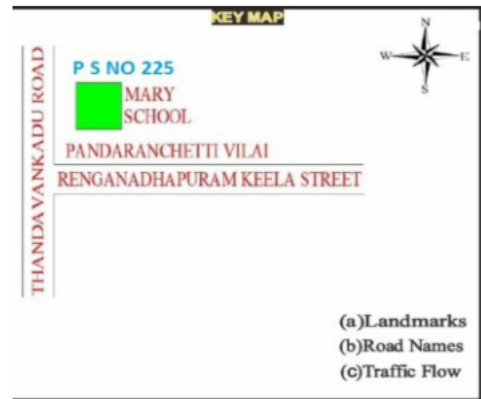 KEY MAP
N
W
E
S
P S NO 225
MARY
SCHOOL
THANDAVANKADU ROAD
PANDARANCHETTI VILAI
RENGANADHAPURAM KEELA STREET
(a)Landmarks
(b)Road Names
(c)Traffic Flow